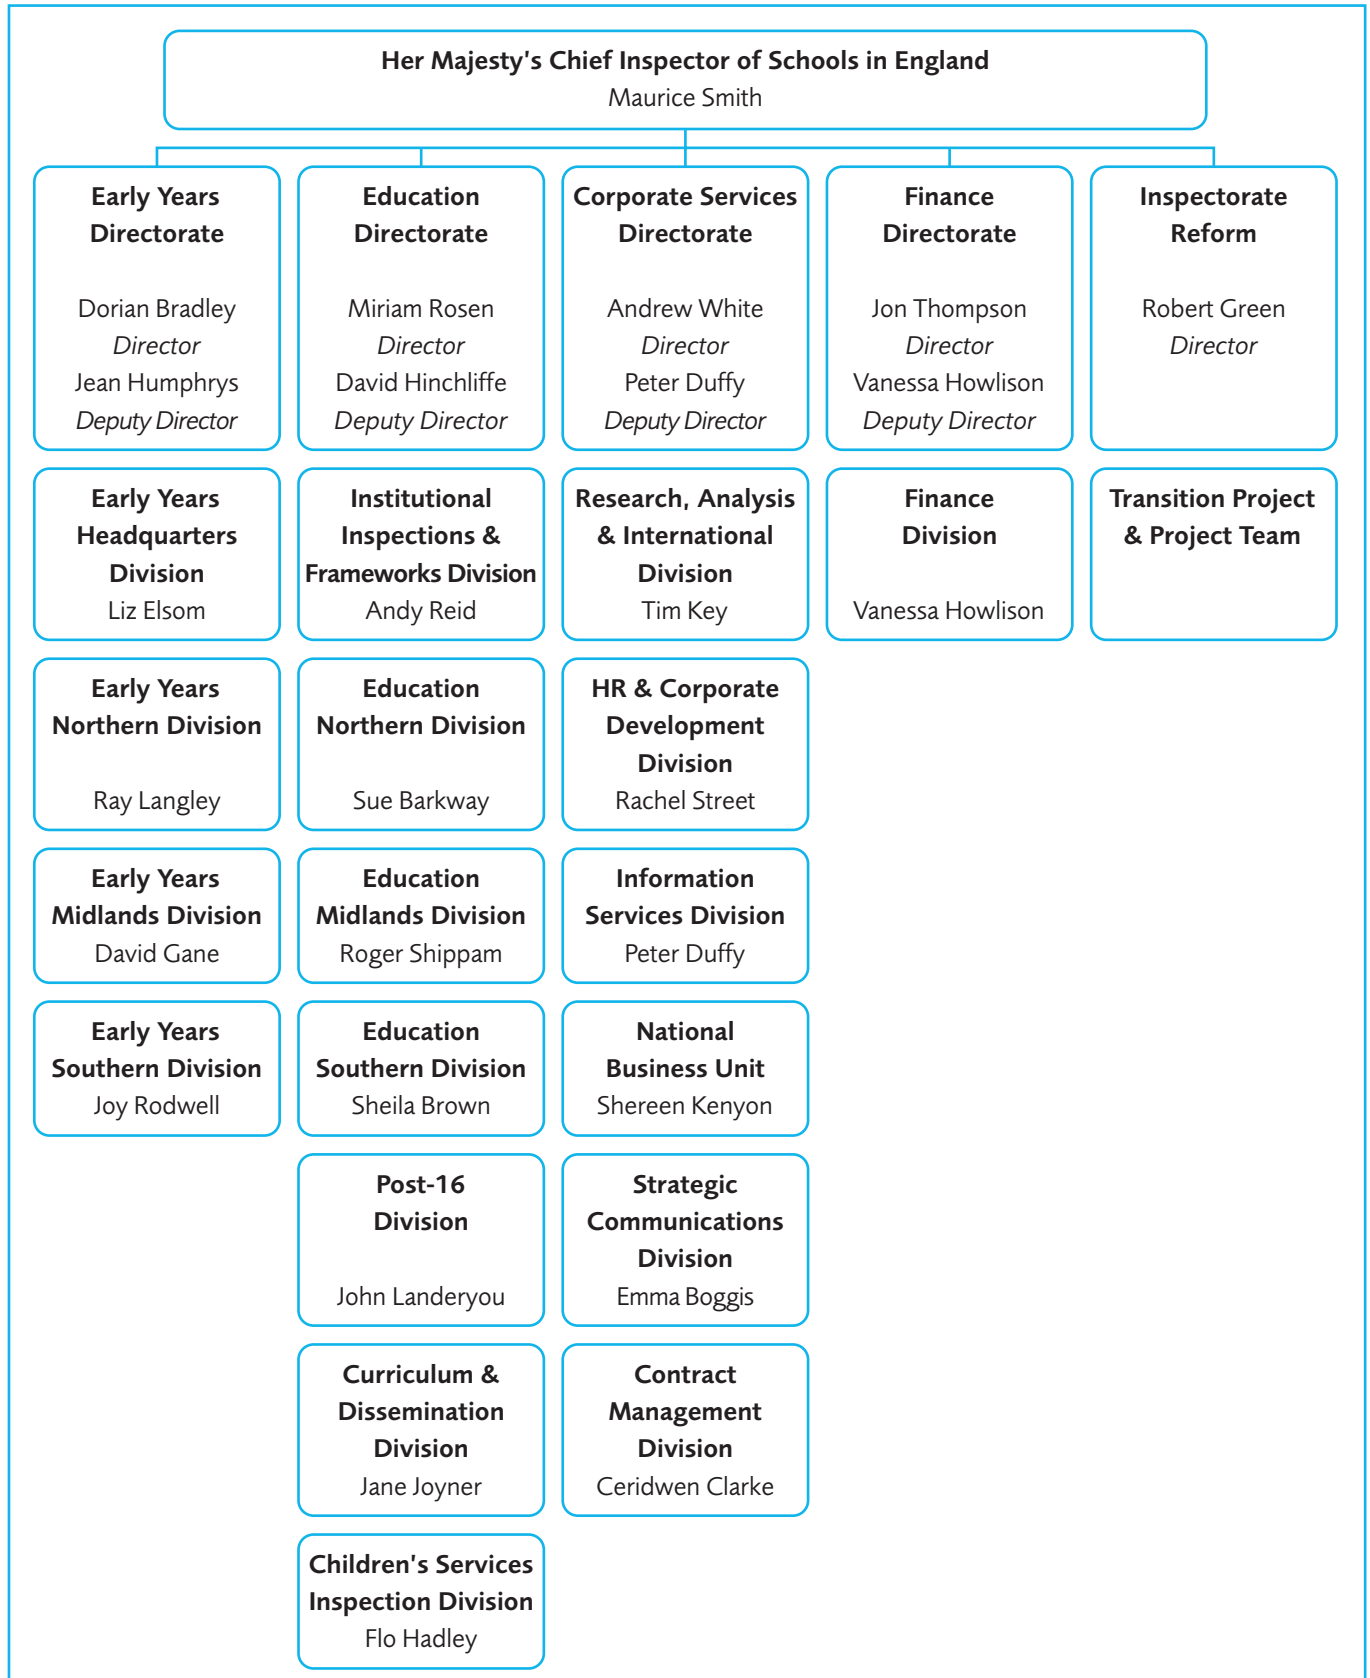 Her Majesty's Chief Inspector of Schools in England
Maurice Smith
Early Years
Directorate
Dorian Bradley
Director
Jean Humphrys
Deputy Director
Education
Directorate
Miriam Rosen
Director
David Hinchliffe
Deputy Director
Corporate Services
Directorate
Andrew White
Director
Peter Duffy
Deputy Director
Finance
Directorate
Jon Thompson
Director
Vanessa Howlison
Deputy Director
Inspectorate
Reform
Robert Green
Director
Early Years
Headquarters
Division
Liz Elsom
Institutional
Inspections &
Frameworks Division
Andy Reid
Research, Analysis
& International
Division
Tim Key
Finance
Division
Vanessa Howlison
Transition Project
& Project Team
Early Years
Northern Division
Ray Langley
Education
Northern Division
Sue Barkway
HR & Corporate
Development
Division
Rachel Street
Early Years
Midlands Division
David Gane
Education
Midlands Division
Roger Shippam
Information
Services Division
Peter Duffy
Early Years
Southern Division
Joy Rodwell
Education
Southern Division
Sheila Brown
National
Business Unit
Shereen Kenyon
Post-16
Division
John Landeryou
Strategic
Communications
Division
Emma Boggis
Curriculum &
Dissemination
Division
Jane Joyner
Contract
Management
Division
Ceridwen Clarke
Children's Services
Inspection Division
Flo Hadley